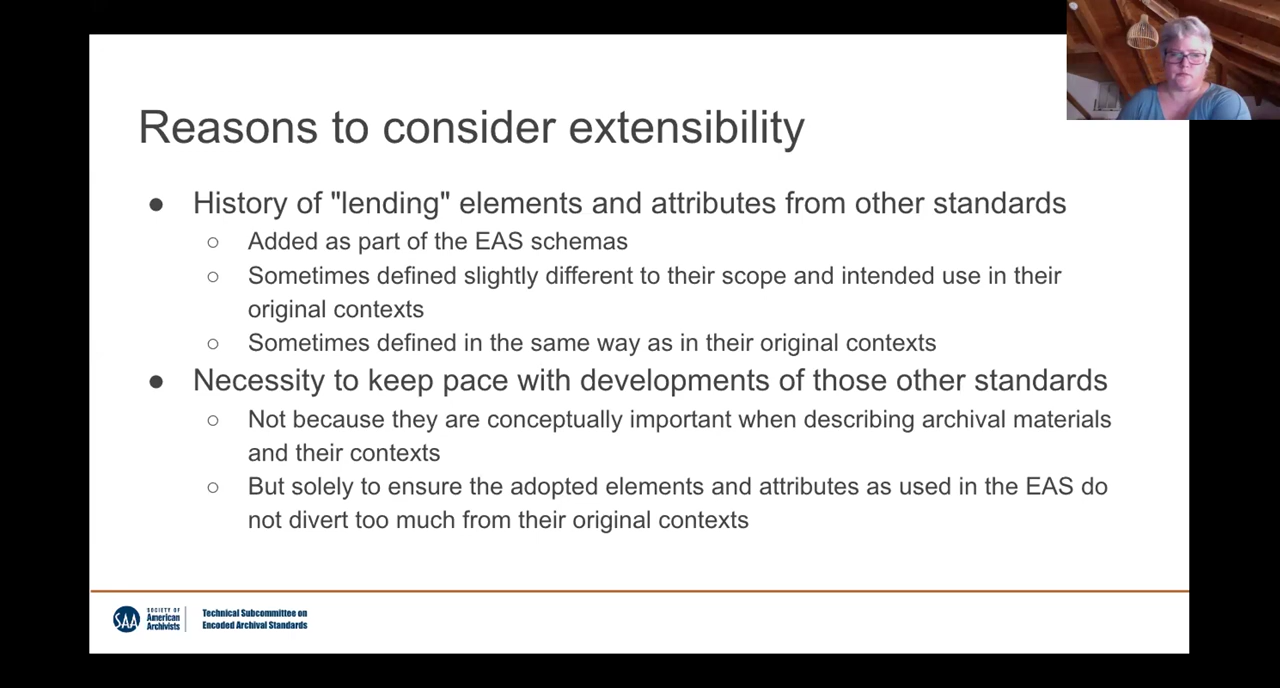 Reasons to consider extensibility
● History of "lending" elements and attributes from other standards
○ Added as part of the EAS schemas
○ Sometimes defined slightly different to their scope and intended use in their
original contexts
○ Sometimes defined in the same way as in their original contexts
● Necessity to keep pace with developments of those other standards
○ Not because they are conceptually important when describing archival materials
and their contexts
○ But solely to ensure the adopted elements and attributes as used in the EAS do
not divert too much from their original contexts
SAA
SOCIETY OF
American
Archivists
Technical Subcommittee on
Encoded Archival Standards